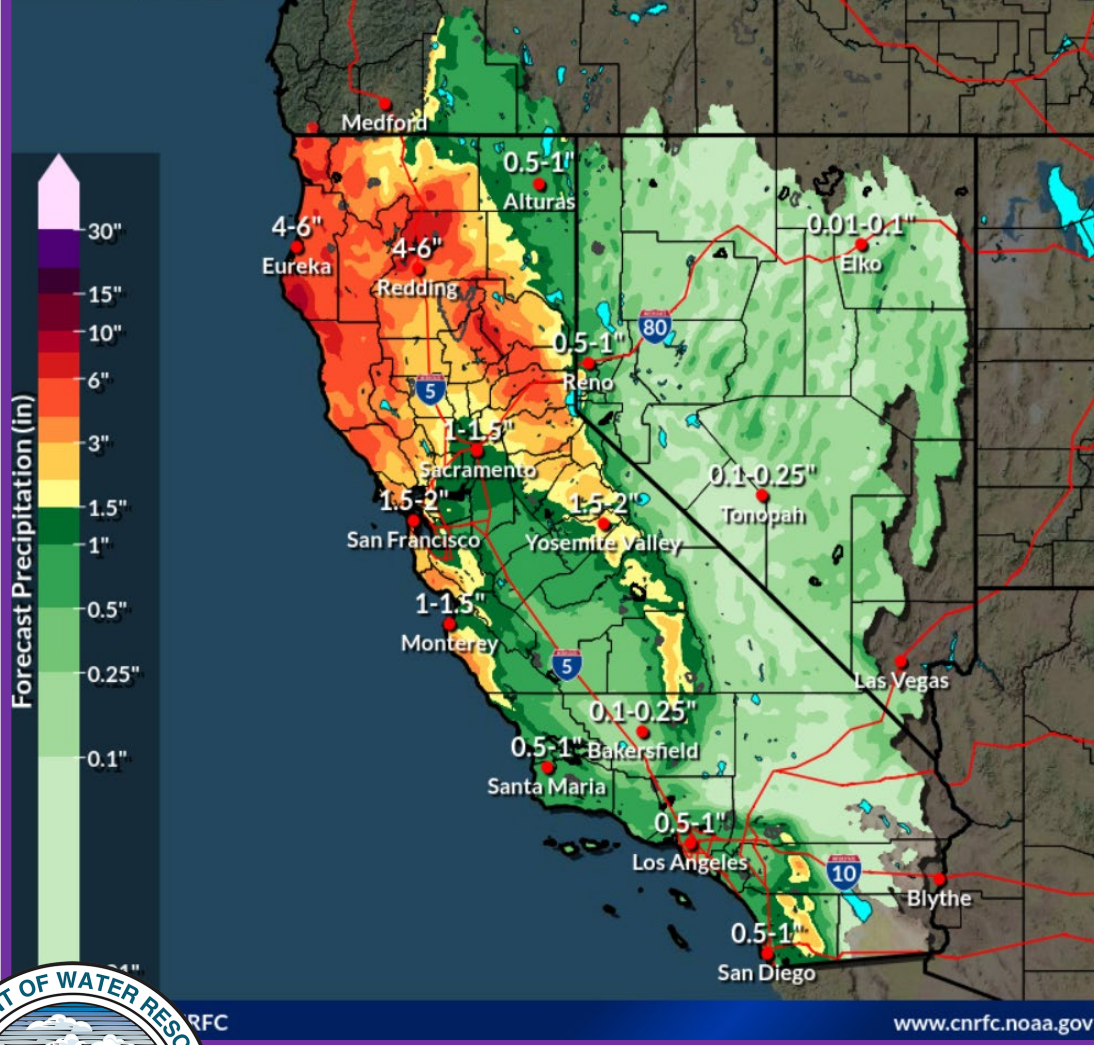 Medford
0.5-1"
Alturas
4-6"
Eureka
4-6"
Redding
0.01-0.1"
Elko
30"
15"
10"
6"
3"
1.5"
1"
0.5"
0.25"
0.1"
Forecast Precipitation (in)
80
0.5-1"
Reno
5
1-1.5"
Sacramento
0.1-0.25"
Tonopah
1.5-2"
San Francisco
1.5-2"
Yosemite Valley
1-1.5"
Monterey
5
Las Vegas
0.1-0.25"
Bakersfield
0.5-1"
Santa Maria
0.5-1"
Los Angeles
10
Blythe
0.5-1"
San Diego
OF WATER
www.cnrfc.noaa.gov